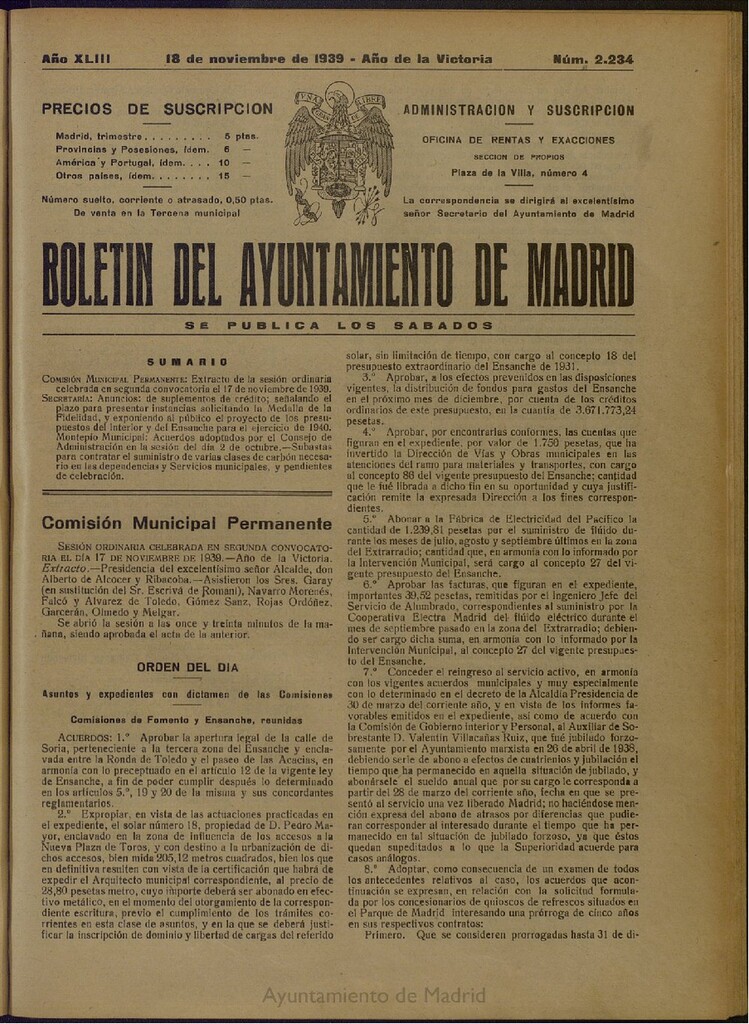 Año XLIII
18 de noviembre de 1939 - Año de la Victoria
Núm. 2.234
PRECIOS DE SUSCRIPCION
Madrid, trimestre . . . . . . . . . 5 ptas.
Provincias y Posesiones, ídem. 6 —
América y Portugal, ídem. . . . 10 —
Otros países, ídem. . . . . . . . 15 —
Número suelto, corriente o atrasado, 0,50 ptas.
De venta en la Tercena municipal
ADMINISTRACION Y SUSCRIPCION
OFICINA DE RENTAS Y EXACCIONES
SECCION DE PROPIOS
Plaza de la Villa, número 4
La correspondencia se dirigirá al excelentísimo
señor Secretario del Ayuntamiento de Madrid
BOLETIN DEL AYUNTAMIENTO DE MADRID
SE PUBLICA LOS SABADOS
SUMARIO
COMISIÓN MUNICIPAL PERMANENTE: Extracto de la sesión ordinaria
celebrada en segunda convocatoria el 17 de noviembre de 1939.
SECRETARÍA: Anuncios: de suplementos de crédito; señalando el
plazo para presentar instancias solicitando la Medalla de la
Fidelidad, y exponiendo al público el proyecto de los presu-
puestos del Interior y del Ensanche para el ejercicio de 1940.
Montepío Municipal: Acuerdos adoptados por el Consejo de
Administración en la sesión del día 2 de octubre.—Subastas
para contratar el suministro de varias clases de carbón necesa-
rio en las dependencias y Servicios municipales, y pendientes
de celebración.
Comisión Municipal Permanente
SESIÓN ORDINARIA CELEBRADA EN SEGUNDA CONVOCATO-
RIA EL DÍA 17 DE NOVIEMBRE DE 1939.—Año de la Victoria.
Extracto.—Presidencia del excelentísimo señor Alcalde, don
Alberto de Alcocer y Ribacoba.—Asistieron los Sres. Garay
(en sustitución del Sr. Escrivá de Romaní), Navarro Morenés,
Falcó y Alvarez de Toledo, Gómez Sanz, Rojas Ordóñez,
Garcerán, Olmedo y Melgar.
Se abrió la sesión a las once y treinta minutos de la ma-
ñana, siendo aprobada el acta de la anterior.
ORDEN DEL DIA
Asuntos y expedientes con dictamen de las Comisiones
Comisiones de Fomento y Ensanche, reunidas
ACUERDOS: 1.º Aprobar la apertura legal de la calle de
Soria, perteneciente a la tercera zona del Ensanche y encla-
vada entre la Ronda de Toledo y el paseo de las Acacias, en
armonía con lo preceptuado en el artículo 12 de la vigente ley
de Ensanche, a fin de poder cumplir después lo determinado
en los artículos 5.º, 19 y 20 de la misma y sus concordantes
reglamentarios.
2.º Expropiar, en vista de las actuaciones practicadas en
el expediente, el solar número 18, propiedad de D. Pedro Ma-
yor, enclavado en la zona de influencia de los accesos a la
Nueva Plaza de Toros, y con destino a la urbanización de di-
chos accesos, bien mida 205,12 metros cuadrados, bien los que
en definitiva resulten con vista de la certificación que habrá de
expedir el Arquitecto municipal correspondiente, al precio de
28,80 pesetas metro, cuyo importe deberá ser abonado en efec-
tivo metálico, en el momento del otorgamiento de la correspon-
diente escritura, previo el cumplimiento de los trámites co-
rrientes en esta clase de asuntos, y en la que se deberá justi-
ficar la inscripción de dominio y libertad de cargas del referido
solar, sin limitación de tiempo, con cargo al concepto 18 del
presupuesto extraordinario del Ensanche de 1931.
3.º Aprobar, a los efectos prevenidos en las disposiciones
vigentes, la distribución de fondos para gastos del Ensanche
en el próximo mes de diciembre, por cuenta de los créditos
ordinarios de este presupuesto, en la cuantía de 3.671.773,24
pesetas.
4.º Aprobar, por encontrarlas conformes, las cuentas que
figuran en el expediente, por valor de 1.750 pesetas, que ha
invertido la Dirección de Vías y Obras municipales en las
atenciones del ramo para materiales y transportes, con cargo
al concepto 86 del vigente presupuesto del Ensanche; cantidad
que le fué librada a dicho fin en su oportunidad y cuya justifi-
cación remite la expresada Dirección a los fines correspon-
dientes.
5.º Abonar a la Fábrica de Electricidad del Pacífico la
cantidad de 1.239,81 pesetas por el suministro de flúido du-
rante los meses de julio, agosto y septiembre últimos en la zona
del Extrarradio; cantidad que, en armonía con lo informado por
la Intervención Municipal, será cargo al concepto 27 del vi-
gente presupuesto del Ensanche.
6.º Aprobar las facturas, que figuran en el expediente,
importantes 39,52 pesetas, remitidas por el Ingeniero Jefe del
Servicio de Alumbrado, correspondientes al suministro por la
Cooperativa Electra Madrid del flúido eléctrico durante el
mes de septiembre pasado en la zona del Extrarradio; debien-
do ser cargo dicha suma, en armonía con lo informado por la
Intervención Municipal, al concepto 27 del vigente presupues-
to del Ensanche.
7.º Conceder el reingreso al servicio activo, en armonía
con los vigentes acuerdos municipales y muy especialmente
con lo determinado en el decreto de la Alcaldía Presidencia de
30 de marzo del corriente año, y en vista de los informes fa-
vorables emitidos en el expediente, así como de acuerdo con
la Comisión de Gobierno interior y Personal, al Auxiliar de So-
brestante D. Valentín Villacañas Ruiz, que fué jubilado forzo-
samente por el Ayuntamiento marxista en 26 de abril de 1938,
debiendo serle de abono a efectos de cuatrienios y jubilación el
tiempo que ha permanecido en aquella situación de jubilado, y
abonársele el sueldo anual que por su cargo le corresponda a
partir del 28 de marzo del corriente año, fecha en que se pre-
sentó al servicio una vez liberado Madrid; no haciéndose men-
ción expresa del abono de atrasos por diferencias que pudie-
ran corresponder al interesado durante el tiempo que ha per-
manecido en tal situación de jubilado forzoso, ya que éstos
quedan supeditados a lo que la Superioridad acuerde para
casos análogos.
8.º Adoptar, como consecuencia de un examen de todos
los antecedentes relativos al caso, los acuerdos que acon-
tinuación se expresan, en relación con la solicitud formula-
da por los concesionarios de quioscos de refrescos situados en
el Parque de Madrid interesando una prórroga de cinco años
en sus respectivos contratos:
Primero. Que se consideren prorrogadas hasta 31 de di-
Ayuntamiento de Madrid